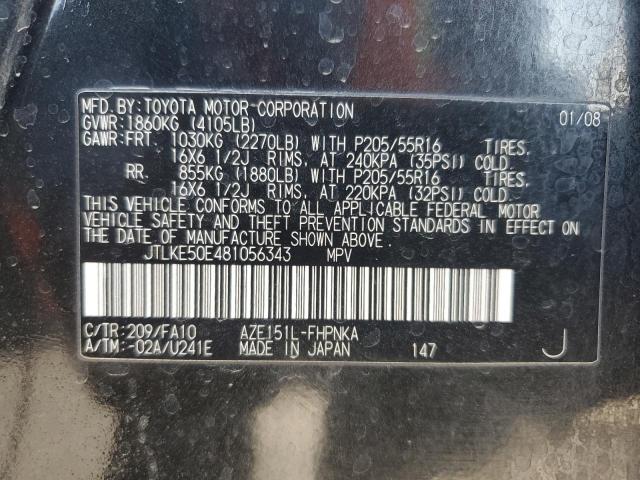 MFD.BY:TOYOTA MOTOR CORPORATION 01/08
GVWR:1860KG (4105LB)
GAWR:FRT. 1030KG (2270LB) WITH P205/55R16 TIRES,
16X6 1/2J RIMS, AT 240KPA (35PSI) COLD.
RR. 855KG (1880LB) WITH P205/55R16 TIRES,
16X6 1/2J RIMS, AT 220KPA (32PSI) COLD.
THIS VEHICLE CONFORMS TO ALL APPLICABLE FEDERAL MOTOR
VEHICLE SAFETY AND THEFT PREVENTION STANDARDS IN EFFECT ON
THE DATE OF MANUFACTURE SHOWN ABOVE.
JTLKE50E481056343 MPV
C/TR:209/FA10 AZE151L-FHPNKA
A/TM:-02A/U241E MADE IN JAPAN 147 J